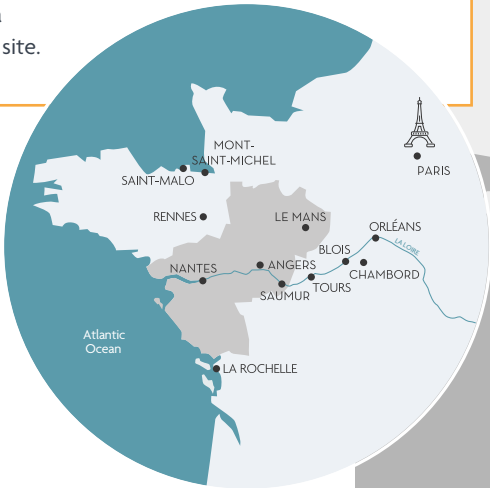 site.
MONT-
SAINT-MICHEL
SAINT-MALO
PARIS
RENNES
LE MANS
ORLÉANS
LA LOIRE
BLOIS
NANTES
ANGERS
CHAMBORD
SAUMUR
TOURS
Atlantic
Ocean
LA ROCHELLE